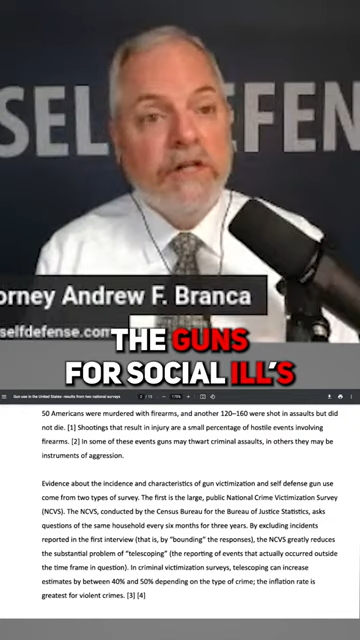 SEL DEFEN
orney Andrew F. Branca
selfdefense.com
THE GUNS
FOR SOCIAL ILL'S
Gun use in the United States: results from two national surveys
50 Americans were murdered with firearms, and another 120–160 were shot in assaults but did
not die. [1] Shootings that result in injury are a small percentage of hostile events involving
firearms. [2] In some of these events guns may thwart criminal assaults, in others they may be
instruments of aggression.
Evidence about the incidence and characteristics of gun victimization and self defense gun use
come from two types of survey. The first is the large, public National Crime Victimization Survey
(NCVS). The NCVS, conducted by the Census Bureau for the Bureau of Justice Statistics, asks
questions of the same household every six months for three years. By excluding incidents
reported in the first interview (that is, by "bounding" the responses), the NCVS greatly reduces
the substantial problem of "telescoping" (the reporting of events that actually occurred outside
the time frame in question). In criminal victimization surveys, telescoping can increase
estimates by between 40% and 50% depending on the type of crime; the inflation rate is
greatest for violent crimes. [3] [4]